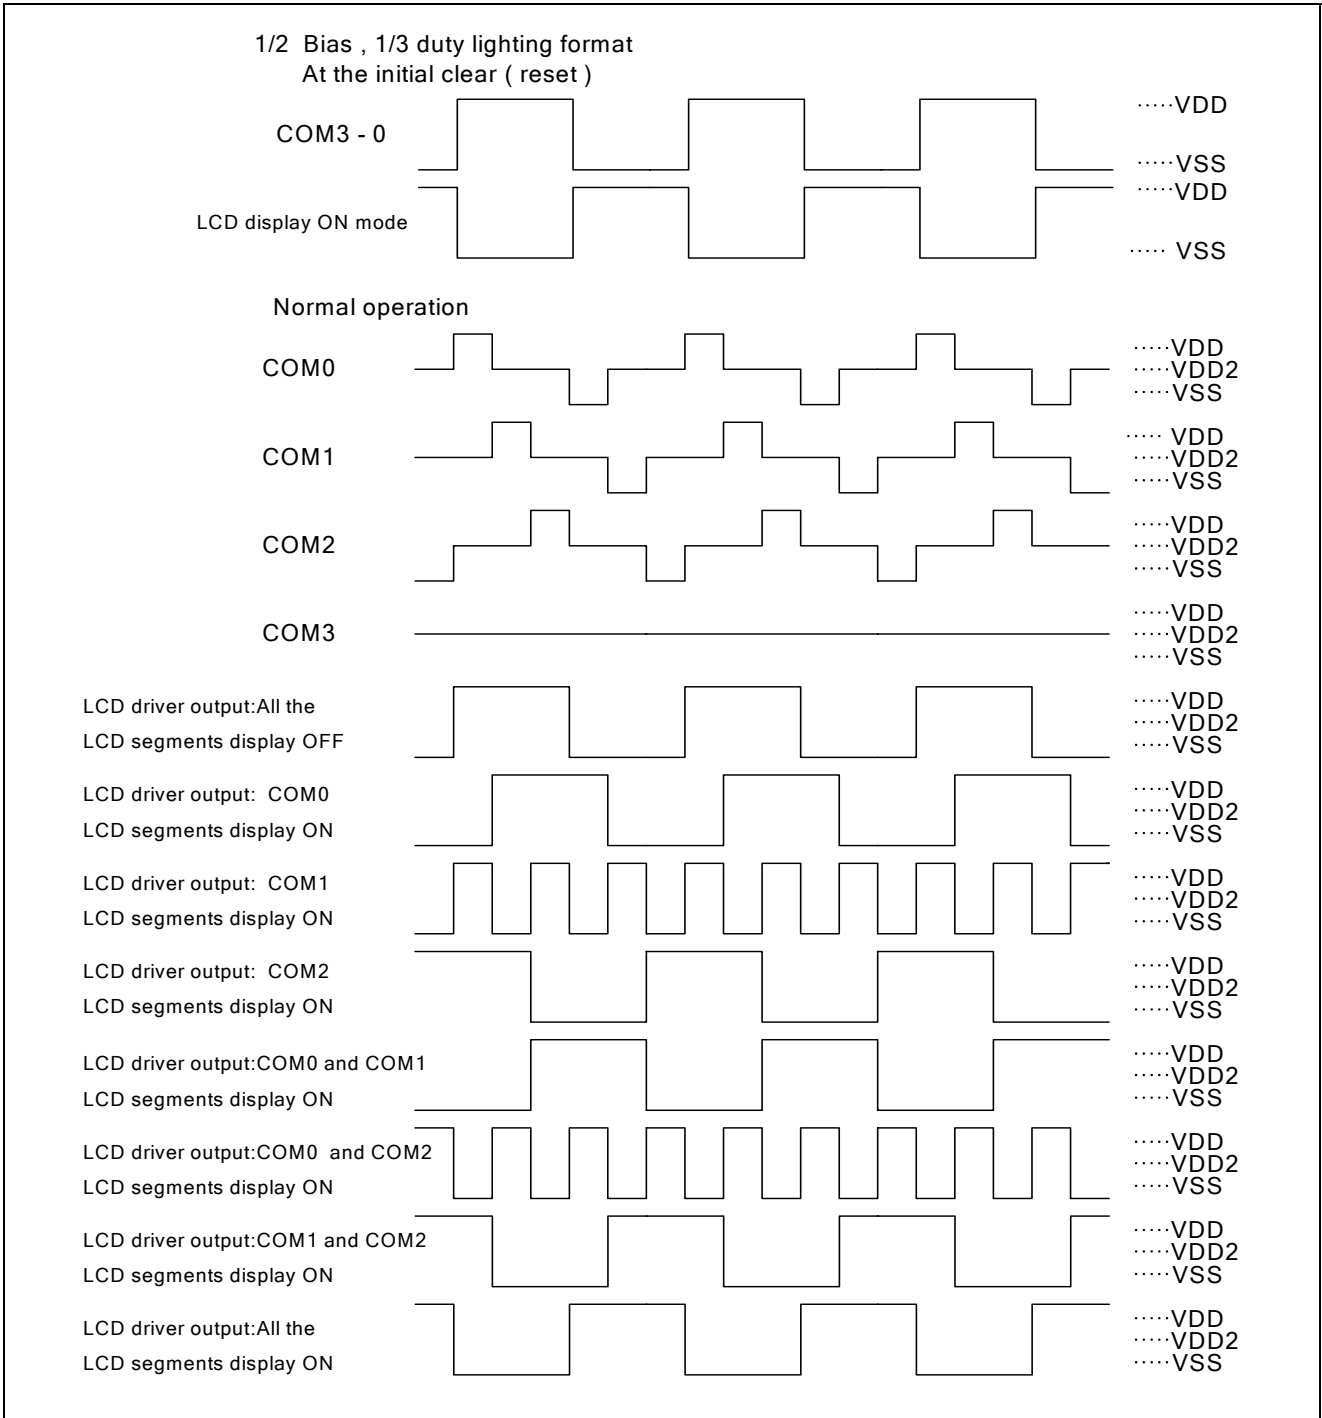 1/2 Bias , 1/3 duty lighting format
At the initial clear ( reset )
COM3 - 0
·····VDD
·····VSS
LCD display ON mode
·····VDD
····· VSS
Normal operation
COM0
·····VDD
·····VDD2
·····VSS
COM1
····· VDD
·····VDD2
·····VSS
COM2
·····VDD
·····VDD2
·····VSS
COM3
·····VDD
·····VDD2
·····VSS
LCD driver output:All the
LCD segments display OFF
·····VDD
·····VDD2
·····VSS
LCD driver output: COM0
LCD segments display ON
·····VDD
·····VDD2
·····VSS
LCD driver output: COM1
LCD segments display ON
·····VDD
·····VDD2
·····VSS
LCD driver output: COM2
LCD segments display ON
·····VDD
·····VDD2
·····VSS
LCD driver output:COM0 and COM1
LCD segments display ON
·····VDD
·····VDD2
·····VSS
LCD driver output:COM0 and COM2
LCD segments display ON
·····VDD
·····VDD2
·····VSS
LCD driver output:COM1 and COM2
LCD segments display ON
·····VDD
·····VDD2
·····VSS
LCD driver output:All the
LCD segments display ON
·····VDD
·····VDD2
·····VSS